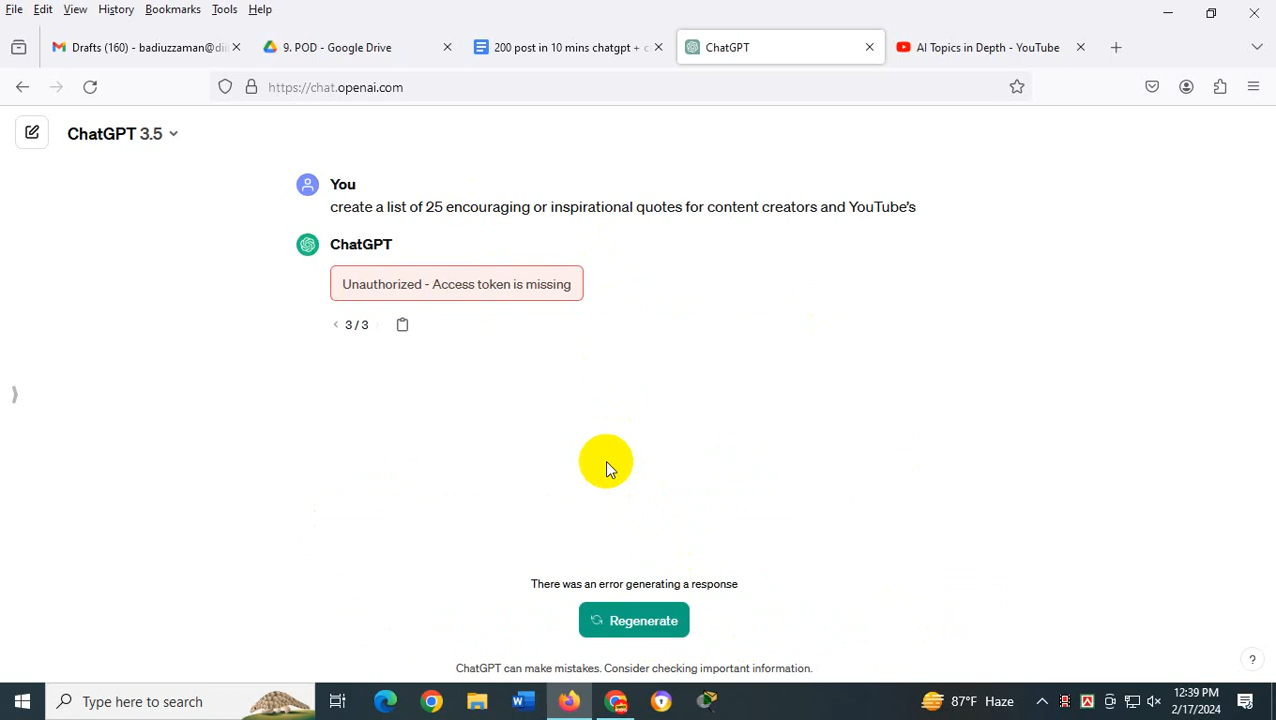 File Edit View History Bookmarks Tools Help
Drafts (160) - badiuzzaman@di
9. POD - Google Drive
200 post in 10 mins chatgpt + c
ChatGPT
AI Topics in Depth - YouTube
https://chat.openai.com
ChatGPT 3.5
You
create a list of 25 encouraging or inspirational quotes for content creators and YouTube’s
ChatGPT
Unauthorized - Access token is missing
3 / 3
There was an error generating a response
Regenerate
ChatGPT can make mistakes. Consider checking important information.
?
Type here to search
87°F Haze
12:39 PM
2/17/2024